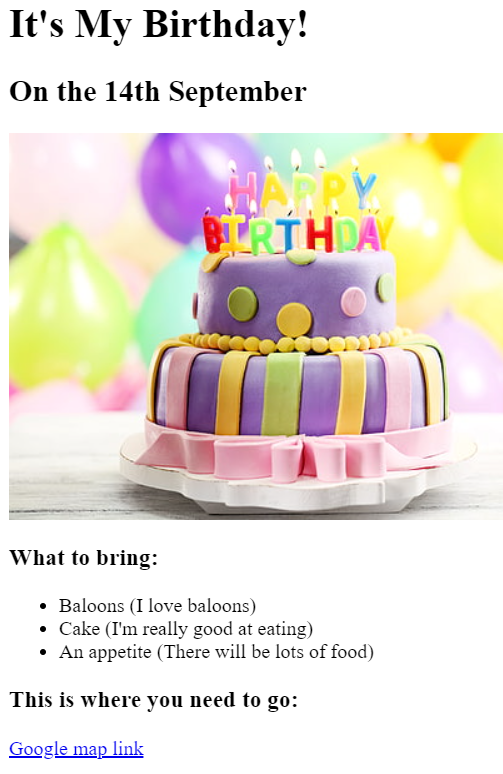 It's My Birthday!
On the 14th September
HAPPY
BIRTHDAY
What to bring:
Baloons (I love baloons)
Cake (I'm really good at eating)
An appetite (There will be lots of food)
This is where you need to go:
Google map link